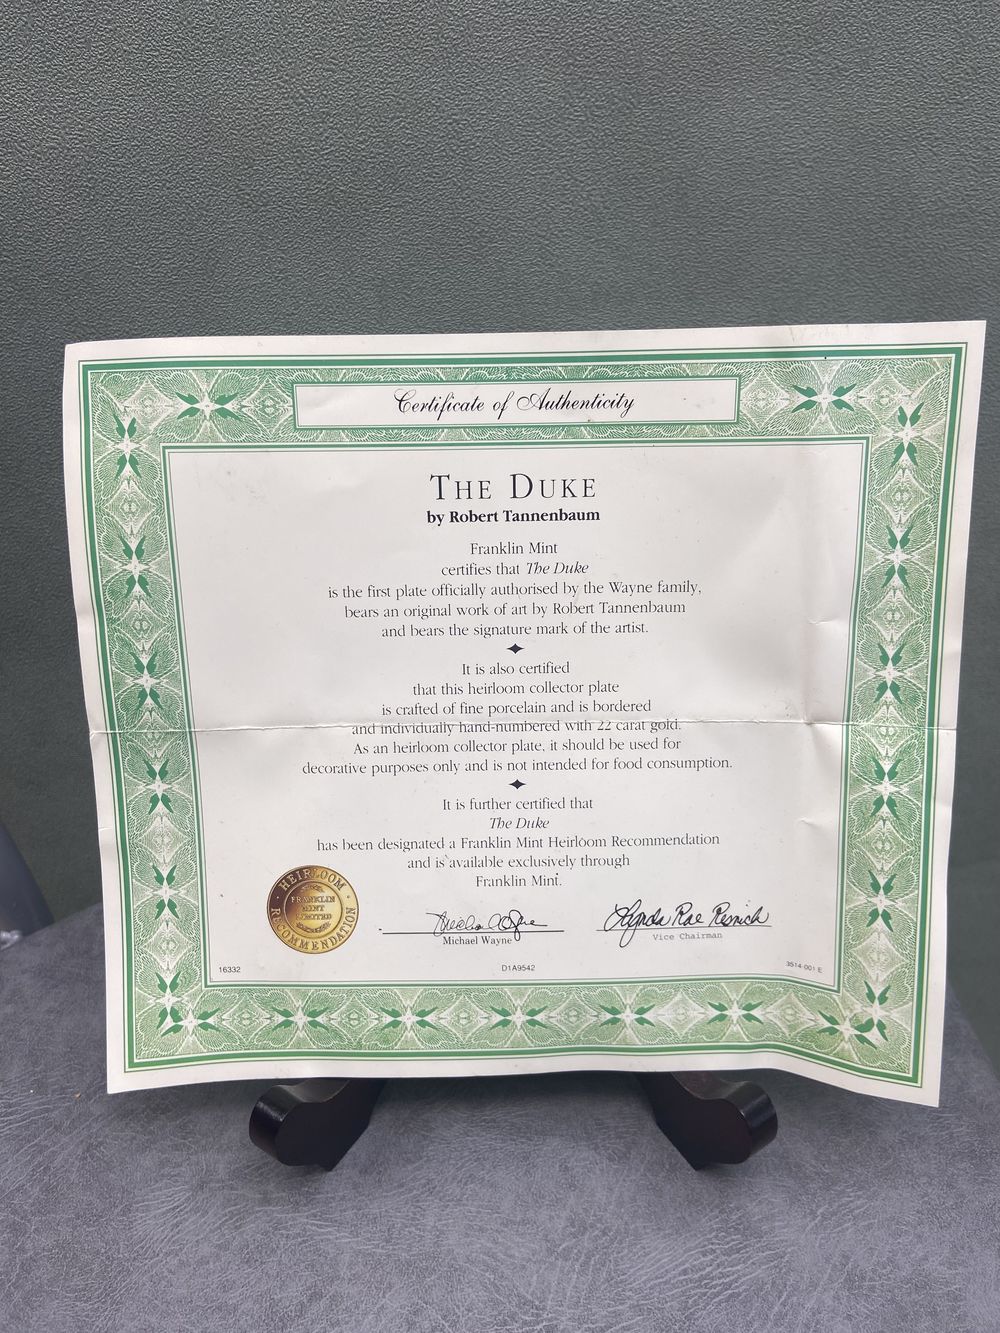 Certificate of Authenticity
THE DUKE
by Robert Tannenbaum
Franklin Mint
certifies that The Duke
is the first plate officially authorised by the Wayne family,
bears an original work of art by Robert Tannenbaum
and bears the signature mark of the artist.
It is also certified
that this heirloom collector plate
is crafted of fine porcelain and is bordered
and individually hand-numbered with 22 carat gold.
As an heirloom collector plate, it should be used for
decorative purposes only and is not intended for food consumption.
It is further certified that
The Duke
has been designated a Franklin Mint Heirloom Recommendation
and is available exclusively through
Franklin Mint.
HEIRLOOM
FRANKLIN
MINT
LIMITED
RECOMMENDATION
Michael Wayne
Lynda Rae Resnick
Michael Wayne
Vice Chairman
16332
D1A9542
3514-001 E